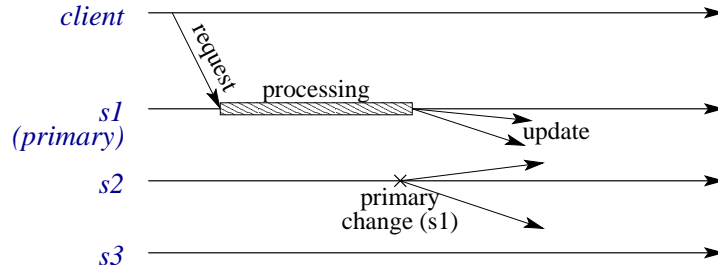 client
request
processing
s1
(primary)
update
s2
primary
change (s1)
s3